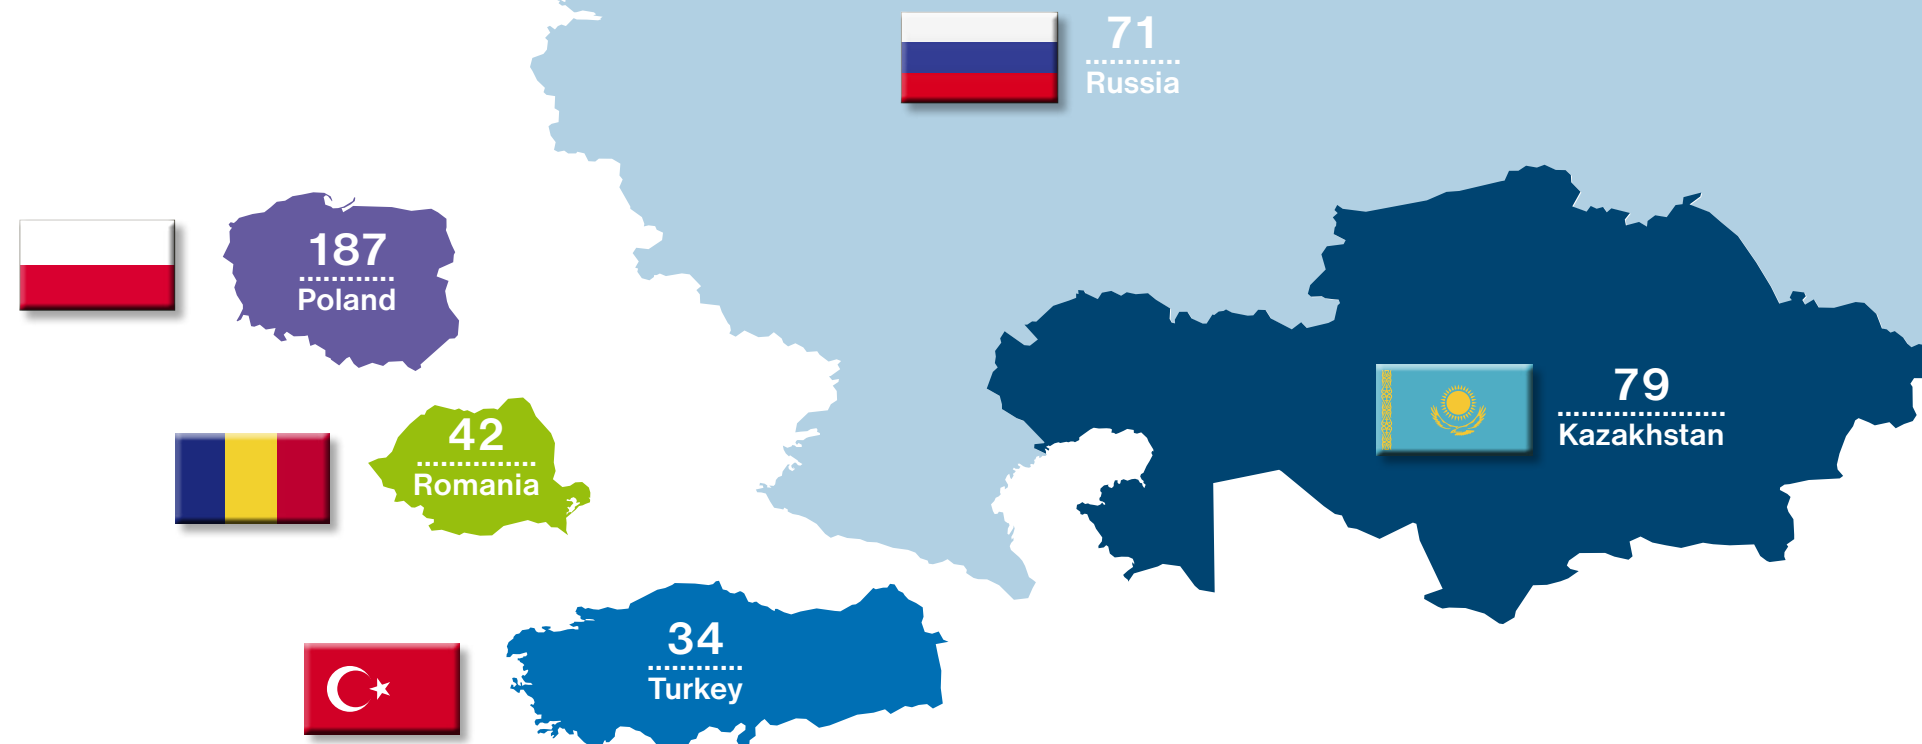 71
Russia
187
Poland
79
Kazakhstan
42
Romania
34
Turkey